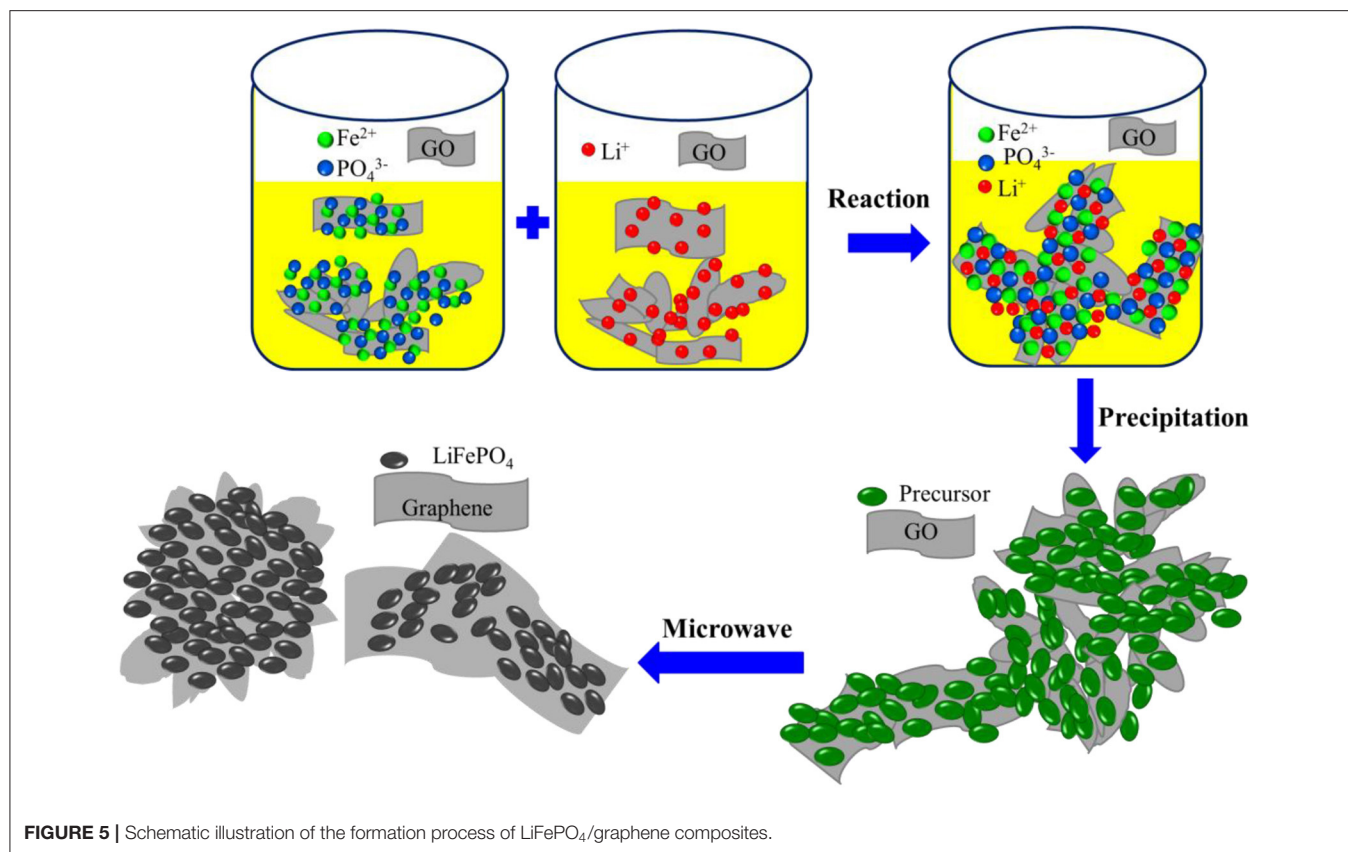 Fe²⁺
PO₄³⁻
GO
Li⁺
GO
Reaction
Fe²⁺
PO₄³⁻
Li⁺
GO
Precipitation
Precursor
GO
Microwave
LiFePO₄
Graphene
FIGURE 5 | Schematic illustration of the formation process of LiFePO₄/graphene composites.